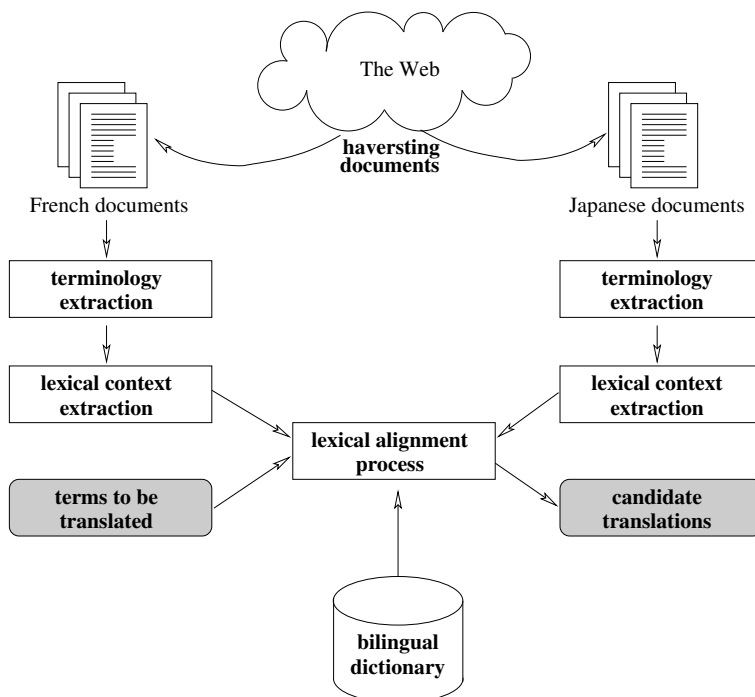 The Web
haversting
documents
French documents
Japanese documents
terminology
extraction
terminology
extraction
lexical context
extraction
lexical context
extraction
lexical alignment
process
terms to be
translated
candidate
translations
bilingual
dictionary